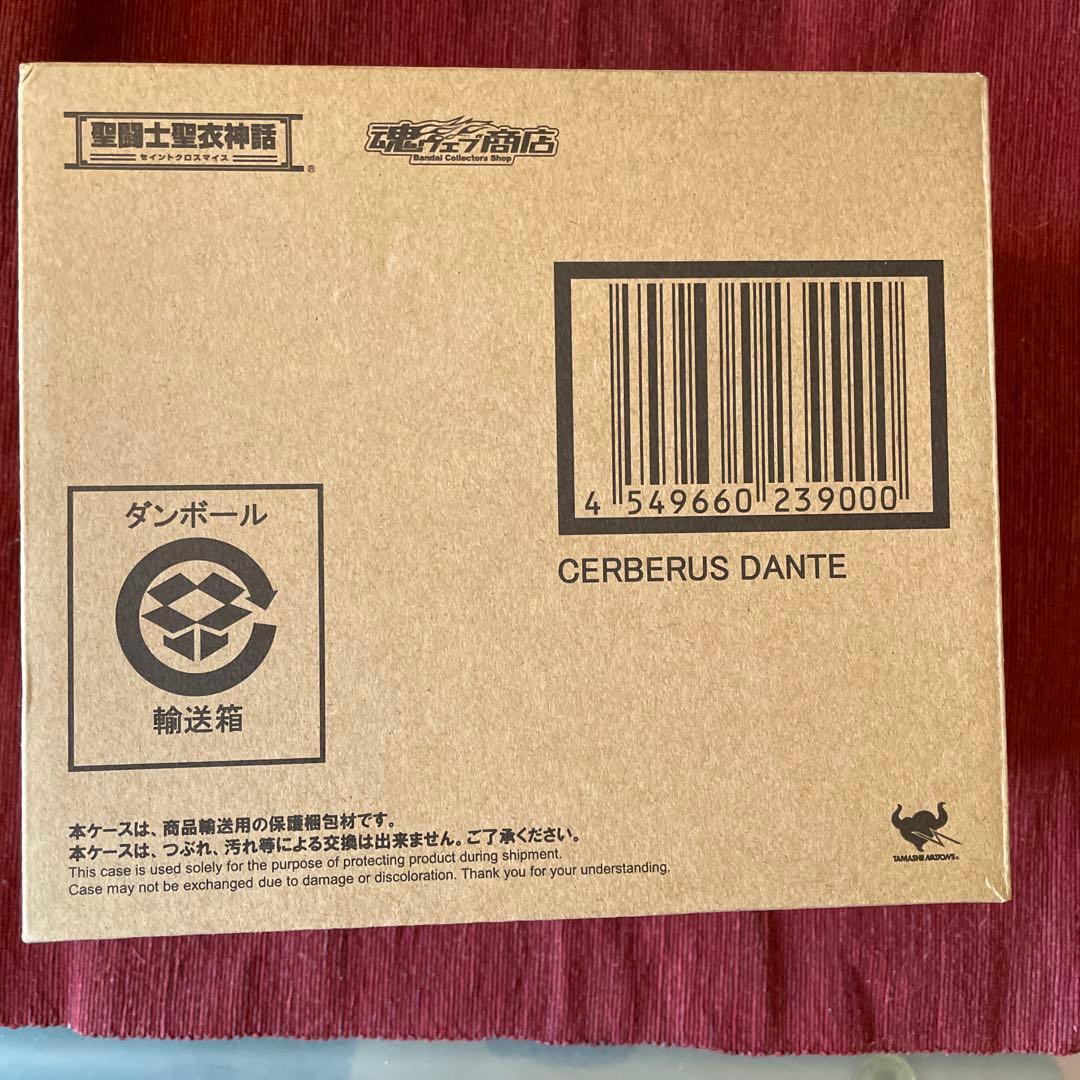 聖闘士聖衣神話
セイントクロスマイス
®
魂ウェブ商店
Bandai Collectors Shop
4 549660 239000
CERBERUS DANTE
ダンボール
輸送箱
本ケースは、商品輸送用の保護梱包材です。
本ケースは、つぶれ、汚れ等による交換は出来ません。ご了承ください。
This case is used solely for the purpose of protecting product during shipment.
Case may not be exchanged due to damage or discoloration. Thank you for your understanding.
TAMASHII NATIONS®